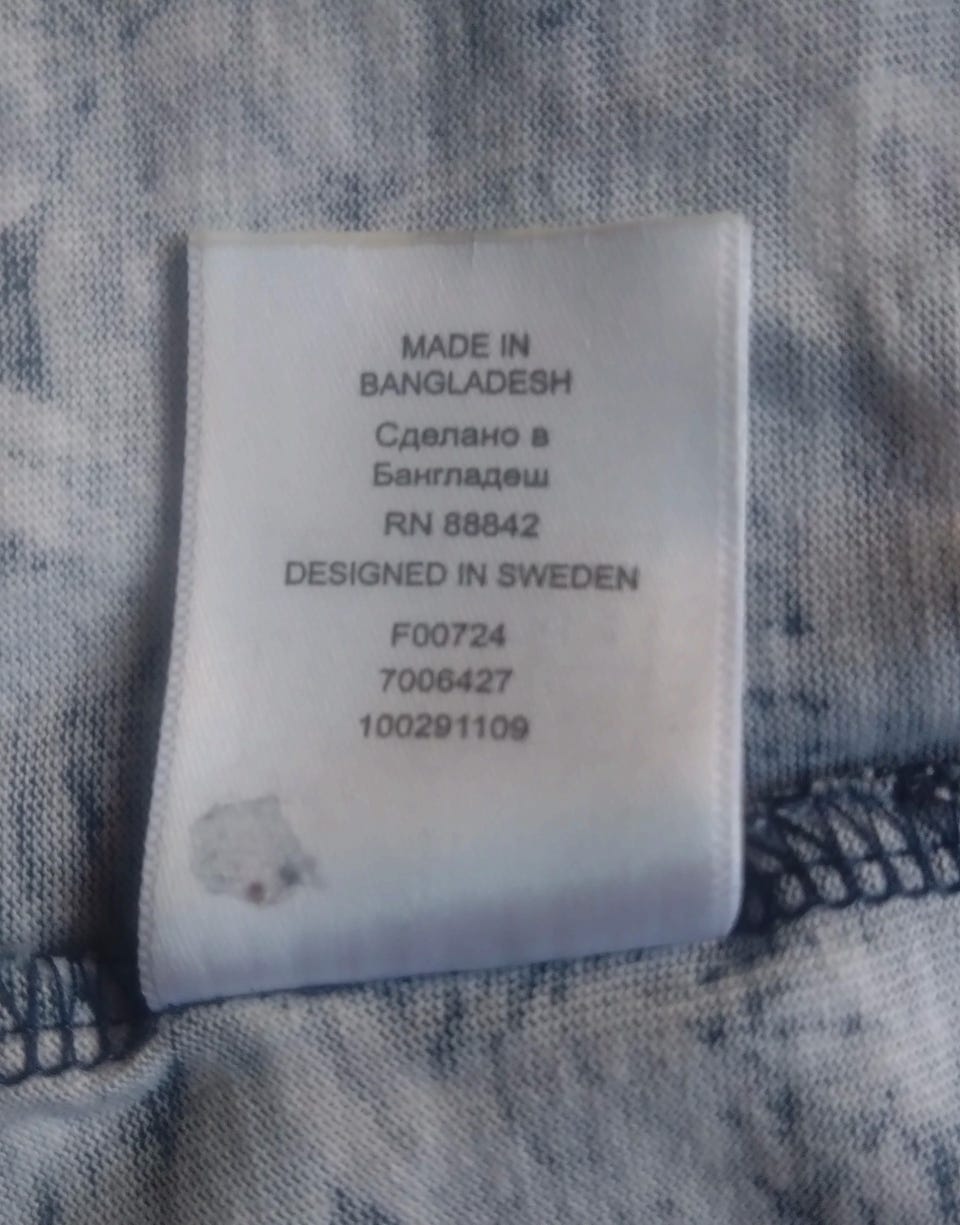 MADE IN
BANGLADESH
Сделано в
Бангладеш
RN 88842
DESIGNED IN SWEDEN
F00724
7006427
100291109